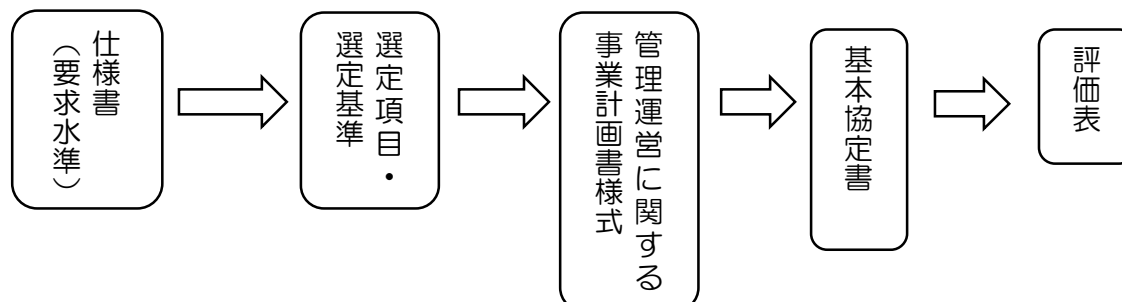 仕様書
（要求水準）
選定項目・
選定基準
管理運営に関する
事業計画書様式
基本協定書
評価表